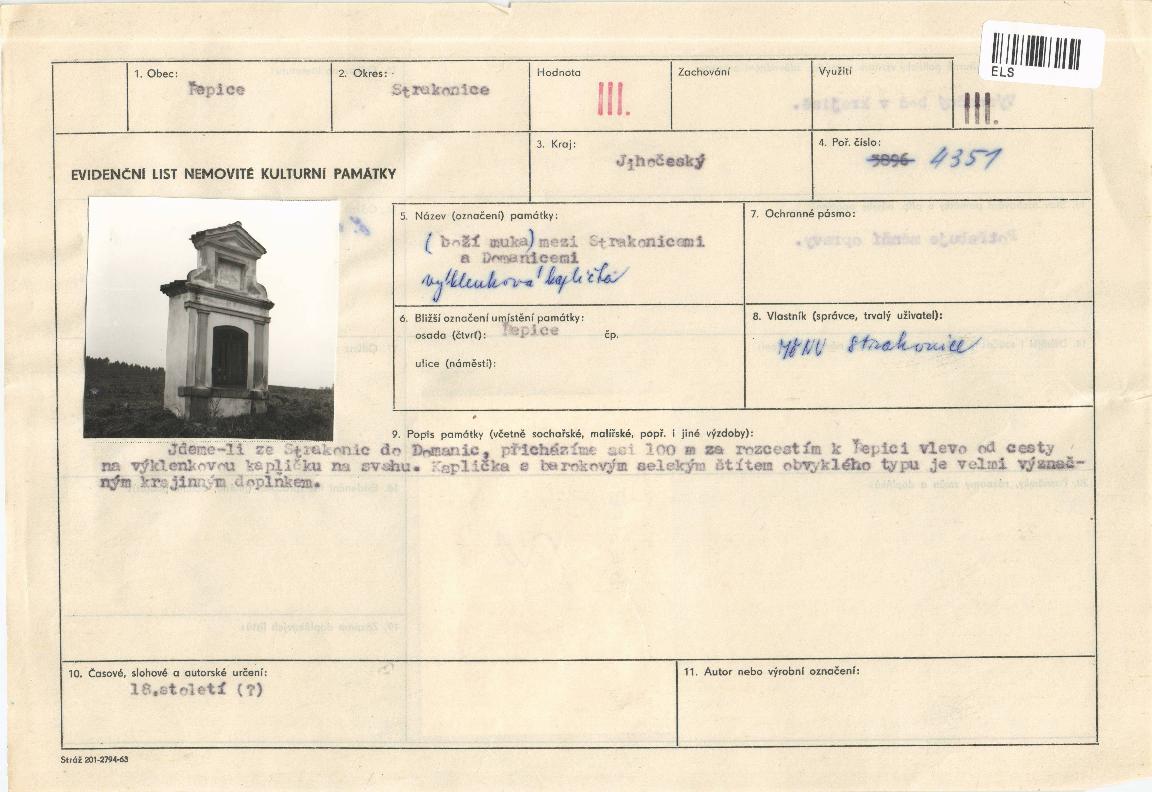 ELS
1. Obec:
Řepice
2. Okres:
Strakonice
Hodnota
III.
Zachování
Využití
III.
3. Kraj:
Jihočeský
4. Poř. číslo:
3896 4351
EVIDENČNÍ LIST NEMOVITÉ KULTURNÍ PAMÁTKY
5. Název (označení) památky:
(boží muka) mezi Strakonicemi
a Domanicemi
výklenková kaplička
7. Ochranné pásmo:
6. Bližší označení umístění památky:
osada (čtvrť): Řepice čp.
ulice (náměstí):
8. Vlastník (správce, trvalý uživatel):
MěNV Strakonice
9. Popis památky (včetně sochařské, malířské, popř. i jiné výzdoby):
Jdeme-li ze Strakonic do Domanic, přicházíme asi 100 m za rozcestím k Řepici vlevo od cesty
na výklenkovou kapličku na svahu. Kaplička s barokovým selským štítem obvyklého typu je velmi význač-
ným krajinným doplňkem.
10. Časové, slohové a autorské určení:
18.století (?)
11. Autor nebo výrobní označení:
Stráž 201-2794-63